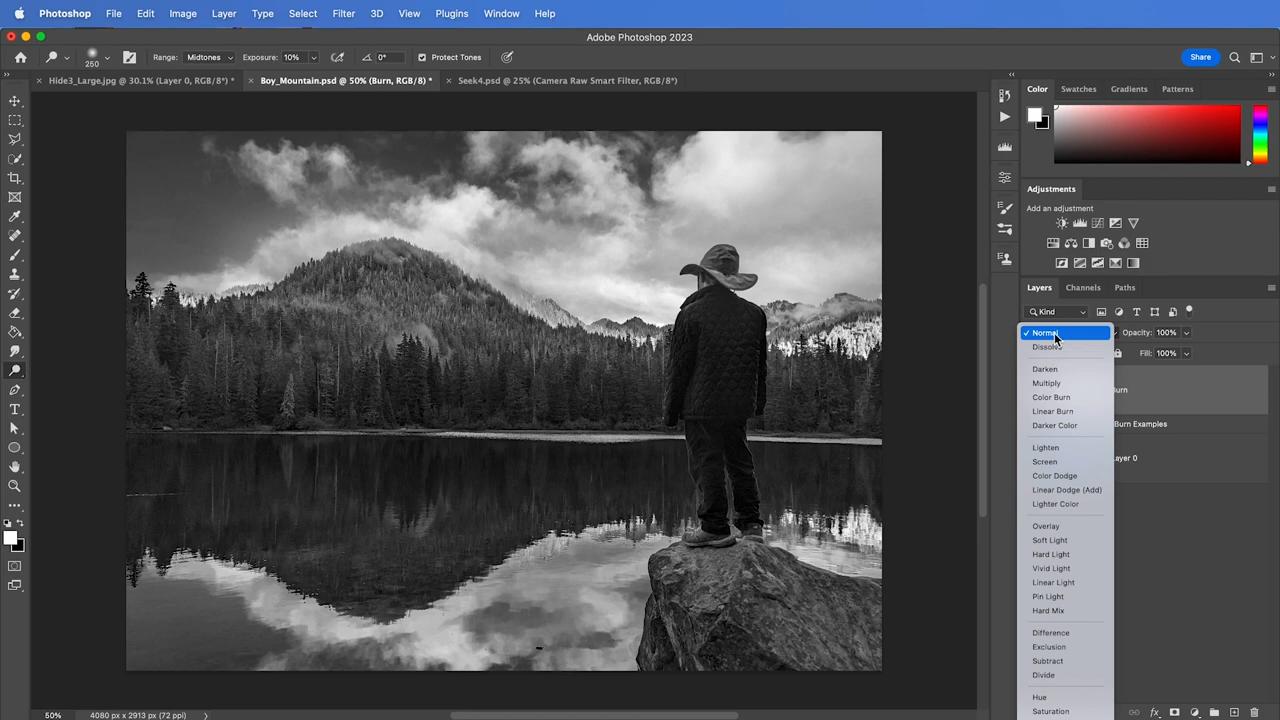 Photoshop File Edit Image Layer Type Select Filter 3D View Plugins Window Help
Adobe Photoshop 2023
250 Range: Midtones Exposure: 10% 0° Protect Tones Share
Hide3_Large.jpg @ 30.1% (Layer 0, RGB/8*) * Boy_Mountain.psd @ 50% (Burn, RGB/8) * Seek4.psd @ 25% (Camera Raw Smart Filter, RGB/8*)
Color Swatches Gradients Patterns
Adjustments
Add an adjustment
Layers Channels Paths
Kind
Normal Opacity: 100%
Dissolve
Fill: 100%
Darken
Multiply
urn
Color Burn
Linear Burn
Darker Color
Burn Examples
Lighten
ayer 0
Screen
Color Dodge
Linear Dodge (Add)
Lighter Color
Overlay
Soft Light
Hard Light
Vivid Light
Linear Light
Pin Light
Hard Mix
Difference
Exclusion
Subtract
Divide
Hue
Saturation
50% 4080 px x 2913 px (72 ppi)